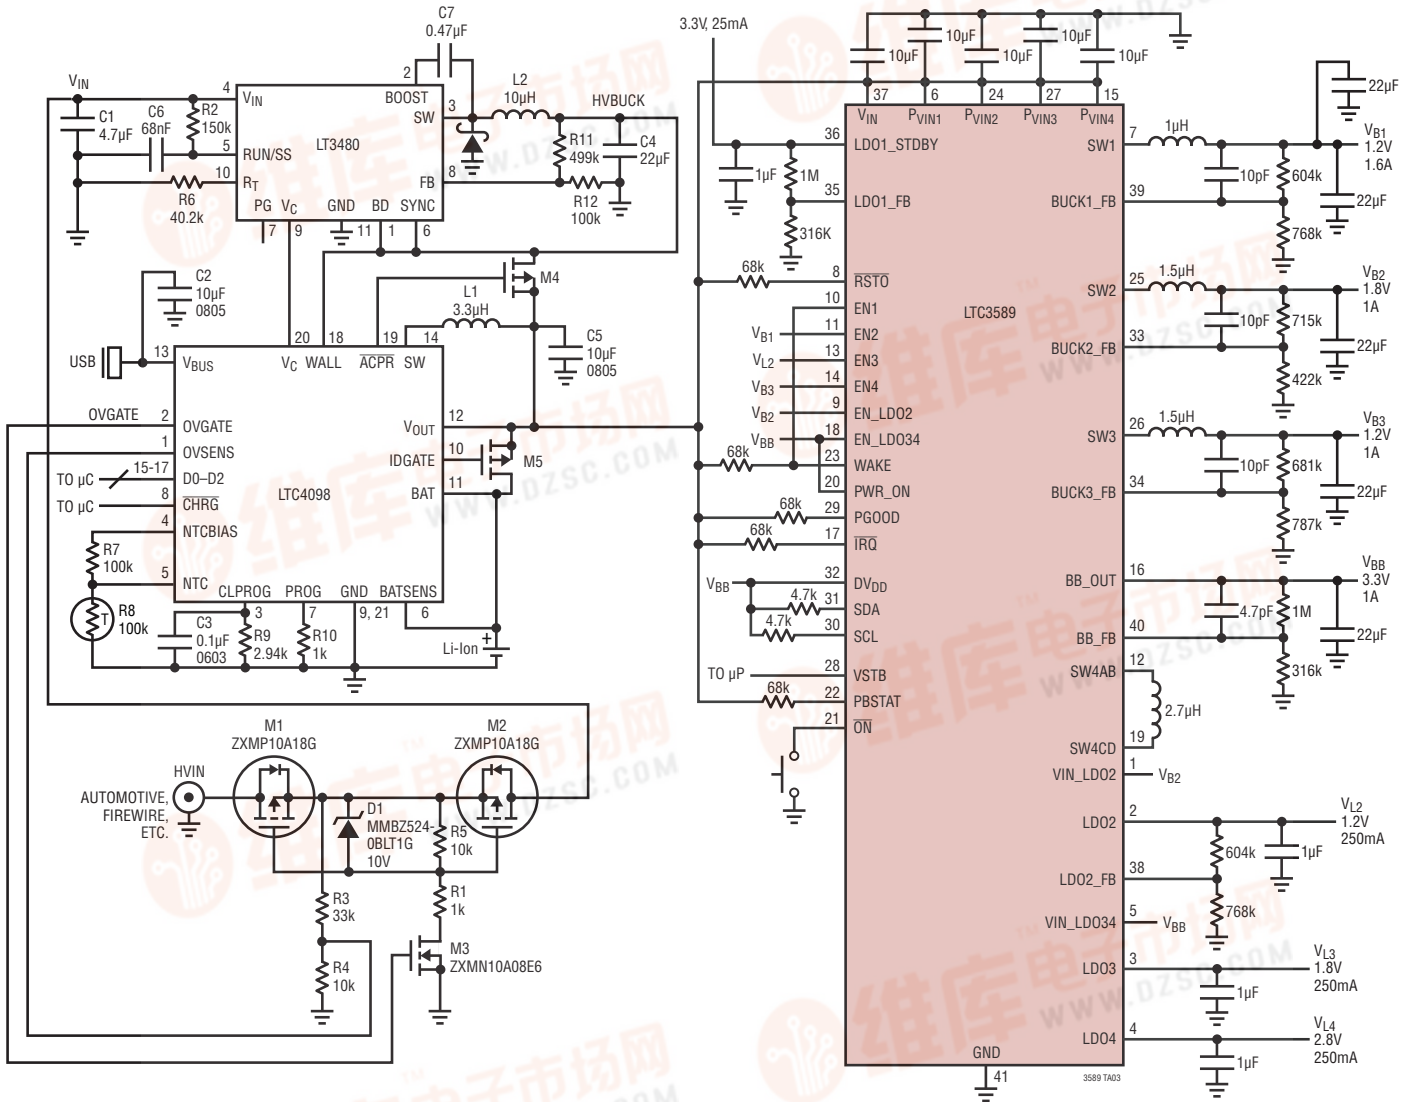 C7
0.47µF
VIN
C1
4.7µF
C6
68nF
R2
150k
4
VIN
2
BOOST
3
SW
LT3480
5
RUN/SS
10
RT
R6
40.2k
8
FB
PG
VC
GND
BD
SYNC
7
9
11
1
6
L2
10µH
HVBUCK
R11
499k
C4
22µF
R12
100k
M4
C2
10µF
0805
L1
3.3µH
C5
10µF
0805
USB
20
18
19
14
13
VBUS
VC
WALL
ACPR
SW
OVGATE
2
OVGATE
1
OVSENS
TO µC
15-17
D0–D2
TO µC
8
CHRG
4
NTCBIAS
5
NTC
LTC4098
VOUT
12
IDGATE
10
M5
BAT
11
CLPROG
PROG
GND
BATSENS
3
7
9, 21
6
R7
100k
T
R8
100k
C3
0.1µF
0603
R9
2.94k
R10
1k
Li-Ion
+
M1
ZXMP10A18G
M2
ZXMP10A18G
HVIN
AUTOMOTIVE,
FIREWIRE,
ETC.
D1
MMBZ524-
0BLT1G
10V
R5
10k
R3
33k
R1
1k
R4
10k
M3
ZXMN10A08E6
3.3V, 25mA
10µF
10µF
10µF
10µF
10µF
37
6
24
27
15
VIN
PVIN1
PVIN2
PVIN3
PVIN4
36
LDO1_STDBY
1µF
1M
35
LDO1_FB
316K
68k
8
RSTO
10
EN1
VB1
11
EN2
VL2
13
EN3
VB3
14
EN4
VB2
9
EN_LDO2
VBB
18
EN_LDO34
68k
23
WAKE
20
PWR_ON
68k
29
PGOOD
68k
17
IRQ
VBB
32
DVDD
4.7k
31
SDA
4.7k
30
SCL
TO µP
28
VSTB
68k
22
PBSTAT
21
ON
LTC3589
GND
41
3589 TA03
SW1
7
1µH
22µF
VB1
1.2V
1.6A
10pF
604k
BUCK1_FB
39
22µF
768k
SW2
25
1.5µH
VB2
1.8V
1A
10pF
715k
BUCK2_FB
33
22µF
422k
SW3
26
1.5µH
VB3
1.2V
1A
10pF
681k
BUCK3_FB
34
22µF
787k
BB_OUT
16
VBB
3.3V
1A
4.7pF
1M
BB_FB
40
22µF
316k
SW4AB
12
2.7µH
SW4CD
19
VIN_LDO2
1
VB2
LDO2
2
VL2
1.2V
250mA
604k
1µF
LDO2_FB
38
768k
VIN_LDO34
5
VBB
LDO3
3
VL3
1.8V
250mA
1µF
LDO4
4
VL4
2.8V
250mA
1µF
维库电子市场网™
WWW.DZSC.COM